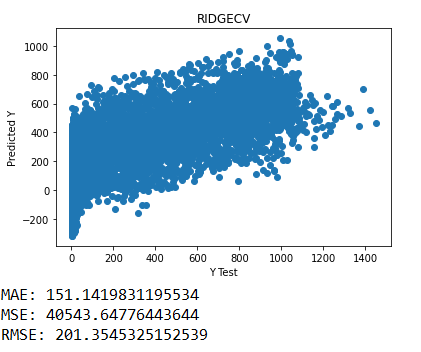 RIDGECV
1000
800
600
400
200
0
−200
Predicted Y
0 200 400 600 800 1000 1200 1400
Y Test
MAE: 151.1419831195534
MSE: 40543.64776443644
RMSE: 201.3545325152539